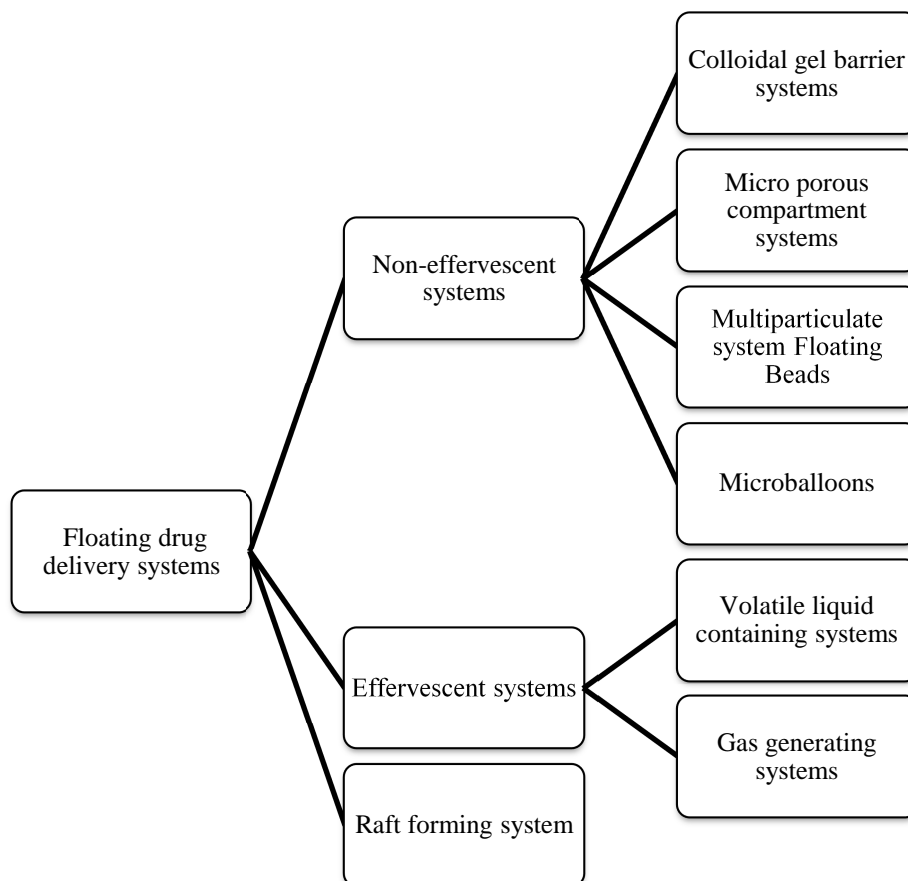 Floating drug
delivery systems
Non-effervescent
systems
Colloidal gel barrier
systems
Micro porous
compartment
systems
Multiparticulate
system Floating
Beads
Microballoons
Effervescent systems
Volatile liquid
containing systems
Gas generating
systems
Raft forming system